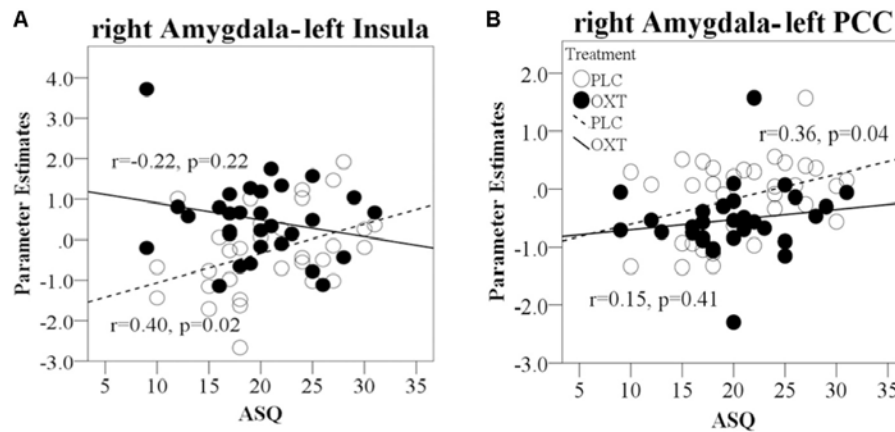 A
right Amygdala-left Insula
4.0
3.0
2.0
1.0
.0
-1.0
-2.0
-3.0
Parameter Estimates
r=-0.22, p=0.22
r=0.40, p=0.02
5 10 15 20 25 30 35
ASQ
B
right Amygdala-left PCC
2.0
1.0
.0
-1.0
-2.0
-3.0
Parameter Estimates
Treatment
PLC
OXT
PLC
OXT
r=0.36, p=0.04
r=0.15, p=0.41
5 10 15 20 25 30 35
ASQ